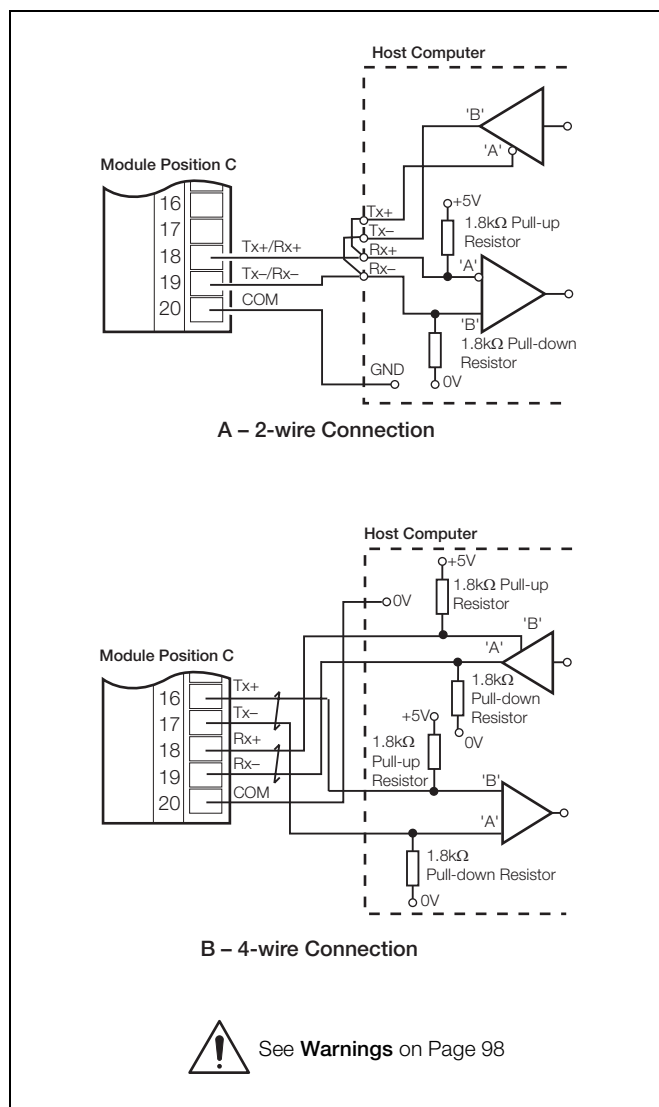 Host Computer
'B'
'A'
Module Position C
16
17
18
19
20
Tx+/Rx+
Tx–/Rx–
COM
Tx+
Tx–
Rx+
Rx–
+5V
1.8kΩ Pull-up
Resistor
'A'
'B'
1.8kΩ Pull-down
Resistor
GND
0V
A – 2-wire Connection
Host Computer
+5V
1.8kΩ Pull-up
Resistor
0V
'B'
'A'
Module Position C
16
17
18
19
20
Tx+
Tx–
Rx+
Rx–
COM
1.8kΩ
Pull-down
Resistor
0V
+5V
1.8kΩ
Pull-up
Resistor
'B'
'A'
1.8kΩ
Pull-down Resistor
0V
B – 4-wire Connection
See Warnings on Page 98